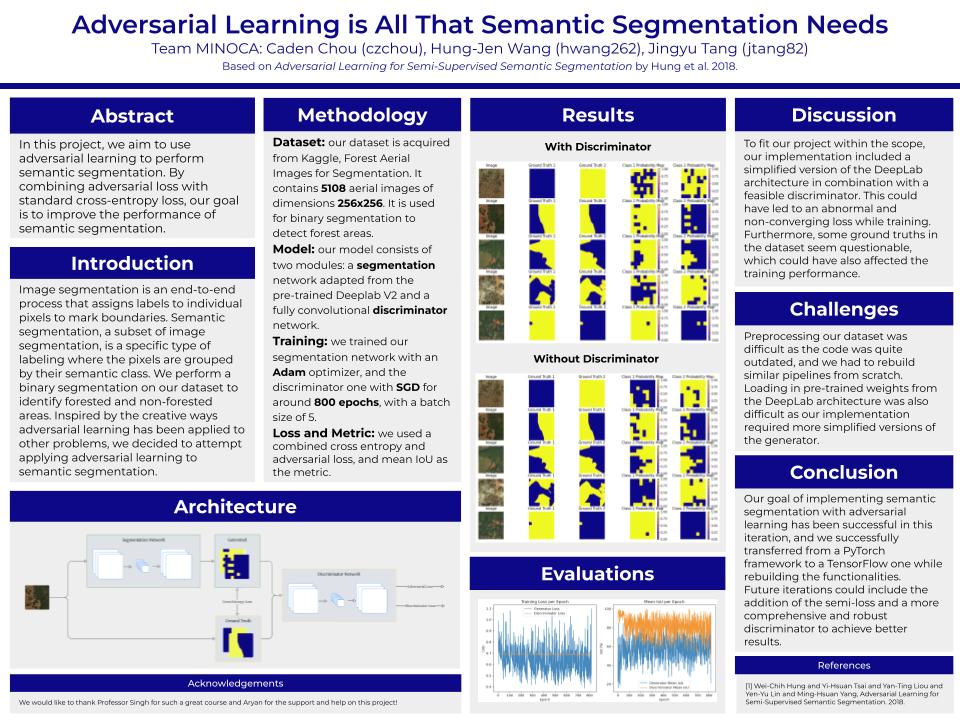 Adversarial Learning is All That Semantic Segmentation Needs
Team MINOCA: Caden Chou (czchou), Hung-Jen Wang (hwang262), Jingyu Tang (jtang82)
Based on Adversarial Learning for Semi-Supervised Semantic Segmentation by Hung et al. 2018.
Abstract
In this project, we aim to use
adversarial learning to perform
semantic segmentation. By
combining adversarial loss with
standard cross-entropy loss, our goal
is to improve the performance of
semantic segmentation.
Introduction
Image segmentation is an end-to-end
process that assigns labels to individual
pixels to mark boundaries. Semantic
segmentation, a subset of image
segmentation, is a specific type of
labeling where the pixels are grouped
by their semantic class. We perform a
binary segmentation on our dataset to
identify forested and non-forested
areas. Inspired by the creative ways
adversarial learning has been applied to
other problems, we decided to attempt
applying adversarial learning to
semantic segmentation.
Methodology
Dataset: our dataset is acquired
from Kaggle, Forest Aerial
Images for Segmentation. It
contains 5108 aerial images of
dimensions 256x256. It is used
for binary segmentation to
detect forest areas.
Model: our model consists of
two modules: a segmentation
network adapted from the
pre-trained Deeplab V2 and a
fully convolutional discriminator
network.
Training: we trained our
segmentation network with an
Adam optimizer, and the
discriminator one with SGD for
around 800 epochs, with a batch
size of 5.
Loss and Metric: we used a
combined cross entropy and
adversarial loss, and mean IoU as
the metric.
Architecture
Segmentation Network
Generated
Discriminator Network
Ground Truth
Acknowledgements
We would like to thank Professor Singh for such a great course and Aryan for the support and help on this project!
Results
With Discriminator
Image Ground Truth 1 Ground Truth 2 Class 1 Probability Map Class 2 Probability Map
Without Discriminator
Image Ground Truth 1 Ground Truth 2 Class 1 Probability Map Class 2 Probability Map
Evaluations
Training Loss per Epoch
Generator Loss
Discriminator Loss
Epoch
Mean IoU per Epoch
Generator Mean IoU
Discriminator Mean IoU
Epoch
Discussion
To fit our project within the scope,
our implementation included a
simplified version of the DeepLab
architecture in combination with a
feasible discriminator. This could
have led to an abnormal and
non-converging loss while training.
Furthermore, some ground truths in
the dataset seem questionable,
which could have also affected the
training performance.
Challenges
Preprocessing our dataset was
difficult as the code was quite
outdated, and we had to rebuild
similar pipelines from scratch.
Loading in pre-trained weights from
the DeepLab architecture was also
difficult as our implementation
required more simplified versions of
the generator.
Conclusion
Our goal of implementing semantic
segmentation with adversarial
learning has been successful in this
iteration, and we successfully
transferred from a PyTorch
framework to a TensorFlow one while
rebuilding the functionalities.
Future iterations could include the
addition of the semi-loss and a more
comprehensive and robust
discriminator to achieve better
results.
References
[1] Wei-Chih Hung and Yi-Hsuan Tsai and Yan-Ting Liou and
Yen-Yu Lin and Ming-Hsuan Yang, Adversarial Learning for
Semi-Supervised Semantic Segmentation. 2018.